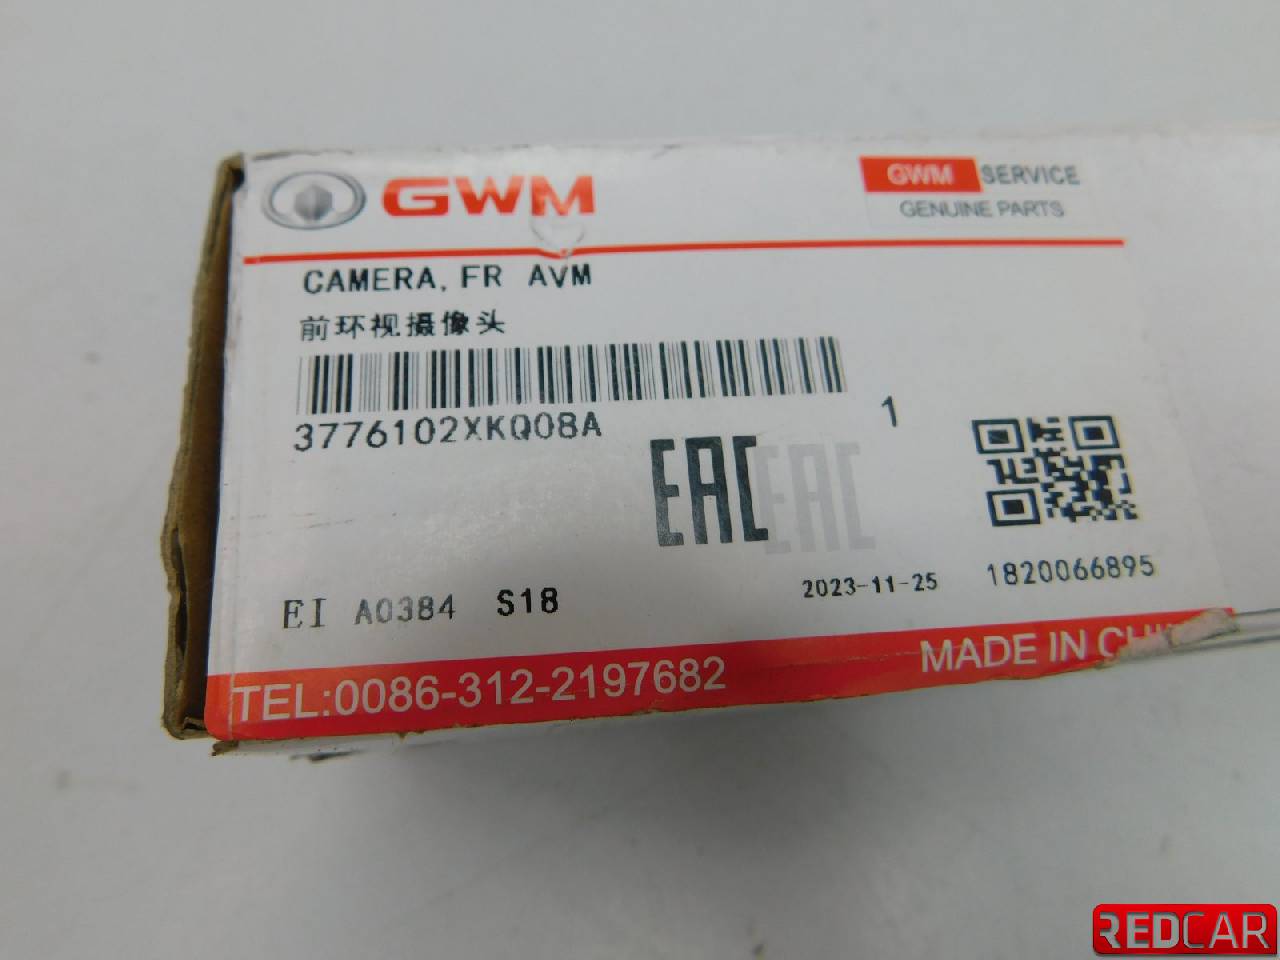 GWM
GWM SERVICE
GENUINE PARTS
CAMERA, FR AVM
前环视摄像头
3776102XKQ08A
1
EAC EAC
EI A0384 S18
2023-11-25
1820066895
TEL:0086-312-2197682
MADE IN
REDCAR